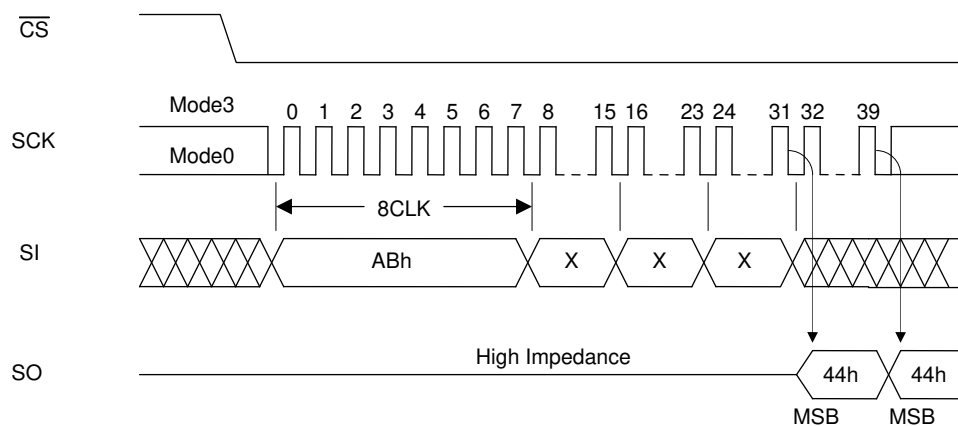 CS
Mode3
0 1 2 3 4 5 6 7 8 15 16 23 24 31 32 39
SCK
Mode0
8CLK
SI
ABh X X X
High Impedance
SO
44h 44h
MSB MSB